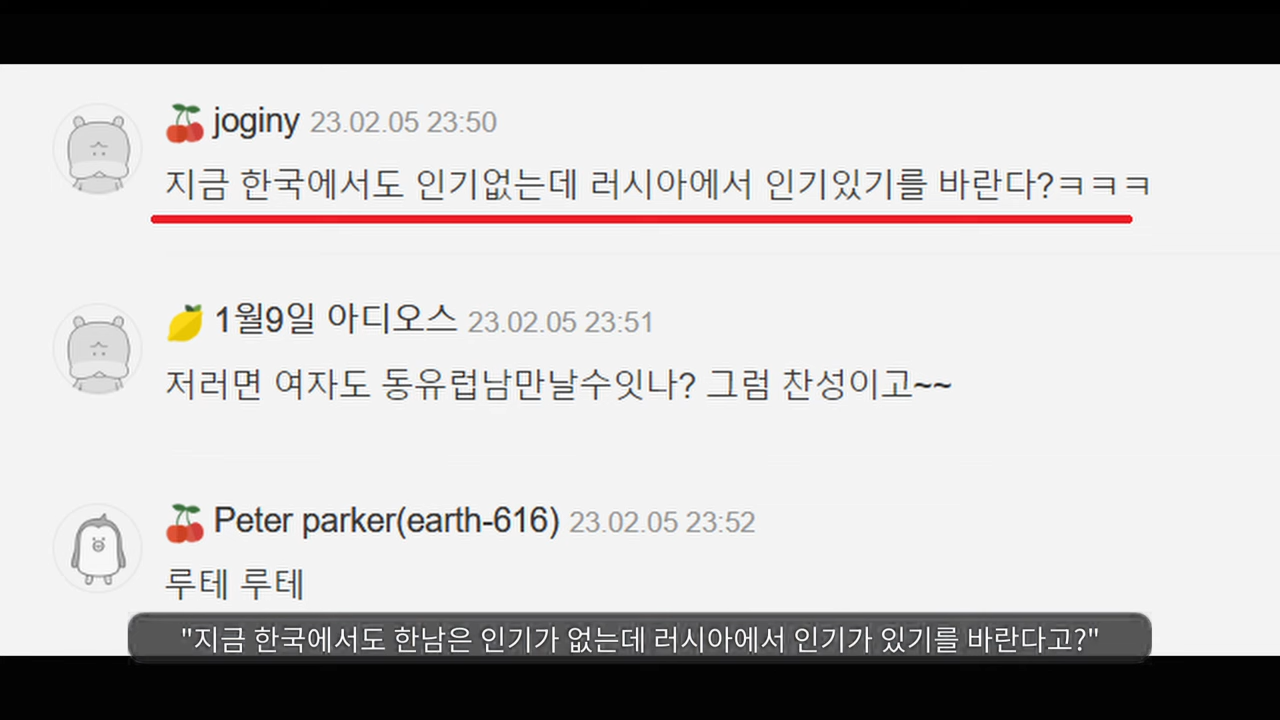 joginy 23.02.05 23:50
지금 한국에서도 인기없는데 러시아에서 인기있기를 바란다?ㅋㅋㅋ
1월9일 아디오스 23.02.05 23:51
저러면 여자도 동유럽남만날수잇나? 그럼 찬성이고~~
Peter parker(earth-616) 23.02.05 23:52
루테 루테
"지금 한국에서도 한남은 인기가 없는데 러시아에서 인기가 있기를 바란다고?"